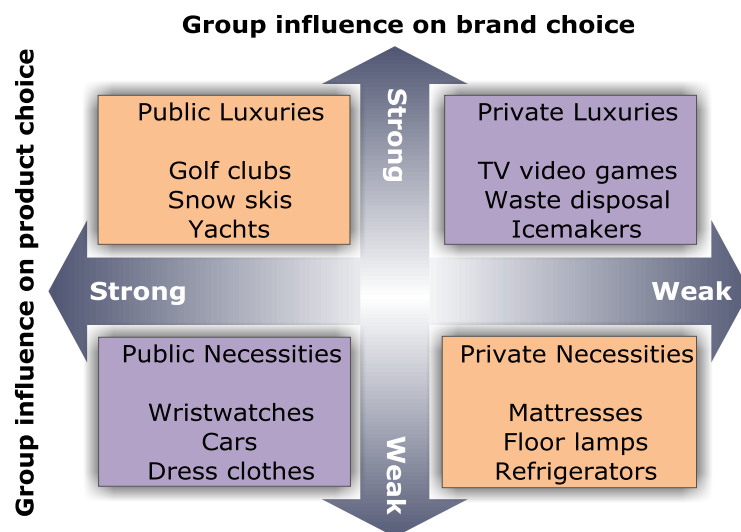 Group influence on brand choice
Group influence on product choice
Strong
Public Luxuries
Golf clubs
Snow skis
Yachts
Private Luxuries
TV video games
Waste disposal
Icemakers
Strong
Weak
Public Necessities
Wristwatches
Cars
Dress clothes
Private Necessities
Mattresses
Floor lamps
Refrigerators
Weak